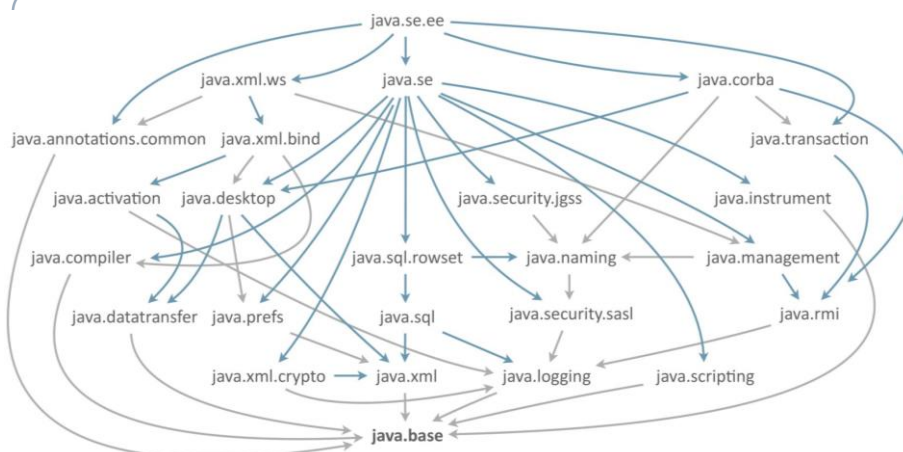 java.se.ee
java.xml.ws java.se java.corba
java.annotations.common java.xml.bind java.transaction
java.activation java.desktop java.security.jgss java.instrument
java.compiler java.sql.rowset java.naming java.management
java.datatransfer java.prefs java.sql java.security.sasl java.rmi
java.xml.crypto java.xml java.logging java.scripting
java.base